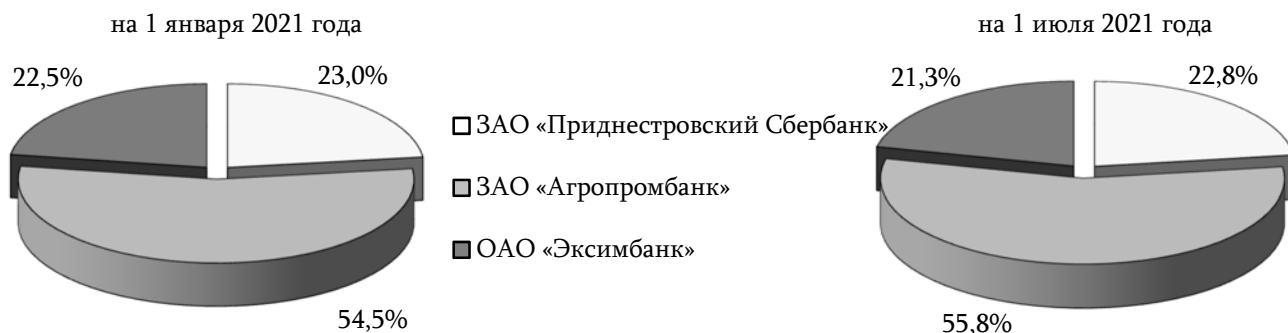 на 1 января 2021 года
на 1 июля 2021 года
22,5%
23,0%
21,3%
22,8%
ЗАО «Приднестровский Сбербанк»
ЗАО «Агропромбанк»
ОАО «Эксимбанк»
54,5%
55,8%